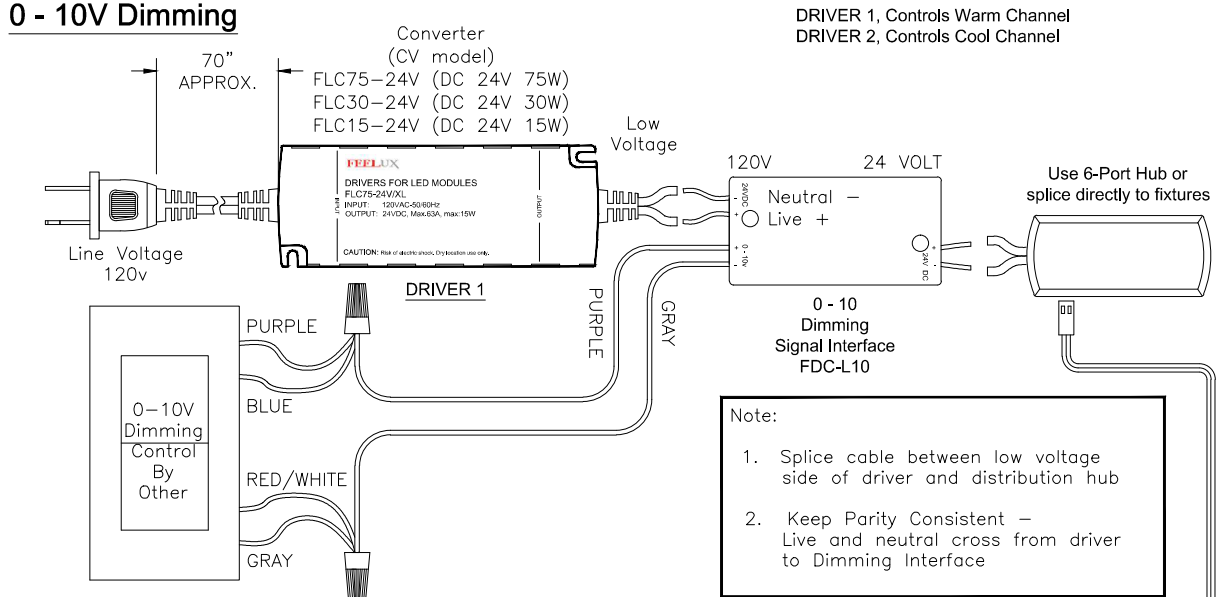 0 - 10V Dimming
DRIVER 1, Controls Warm Channel
DRIVER 2, Controls Cool Channel
70"
APPROX.
Converter
(CV model)
FLC75-24V (DC 24V 75W)
FLC30-24V (DC 24V 30W)
FLC15-24V (DC 24V 15W)
Low
Voltage
Line Voltage
120v
INPUT
FEELUX
DRIVERS FOR LED MODULES
FLC75-24V/XL
INPUT: 120VAC-50/60Hz
OUTPUT: 24VDC, Max.63A, max:15W
CAUTION: Risk of electric shock. Dry location use only.
OUTPUT
DRIVER 1
120V
24 VOLT
24VDC
- +
Neutral -
Live +
+ -
0 - 10v
+ -
24V DC
0 - 10
Dimming
Signal Interface
FDC-L10
Use 6-Port Hub or
splice directly to fixtures
PURPLE
GRAY
PURPLE
BLUE
RED/WHITE
GRAY
0-10V
Dimming
Control
By
Other
Note:
1. Splice cable between low voltage
side of driver and distribution hub
2. Keep Parity Consistent -
Live and neutral cross from driver
to Dimming Interface